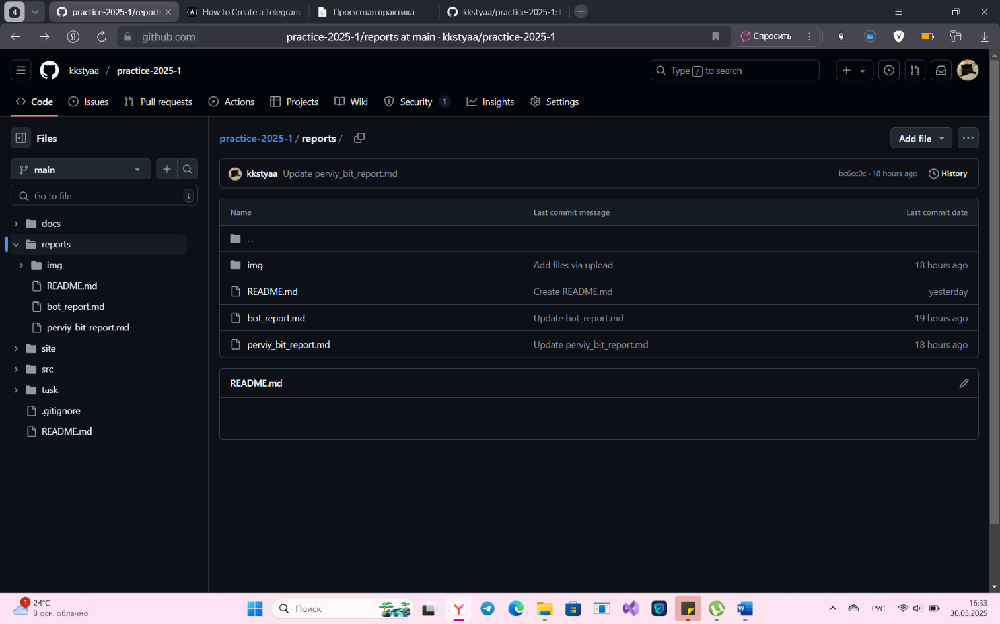 4
practice-2025-1/reports
How to Create a Telegram
Проектная практика
kkstyaa/practice-2025-1:
github.com
practice-2025-1/reports at main · kkstyaa/practice-2025-1
Спросить
kkstyaa / practice-2025-1
Type / to search
Code
Issues
Pull requests
Actions
Projects
Wiki
Security 1
Insights
Settings
Files
practice-2025-1 / reports /
Add file
main
kkstyaa Update perviy_bit_report.md
bc6cc0c · 18 hours ago
History
Go to file
t
Name Last commit message Last commit date
docs
reports
img
README.md
bot_report.md
perviy_bit_report.md
site
src
task
.gitignore
README.md
..
img Add files via upload 18 hours ago
README.md Create README.md yesterday
bot_report.md Update bot_report.md 19 hours ago
perviy_bit_report.md Update perviy_bit_report.md 18 hours ago
README.md
1
24°C
В осн. облачно
Поиск
РУС
16:33
30.05.2025